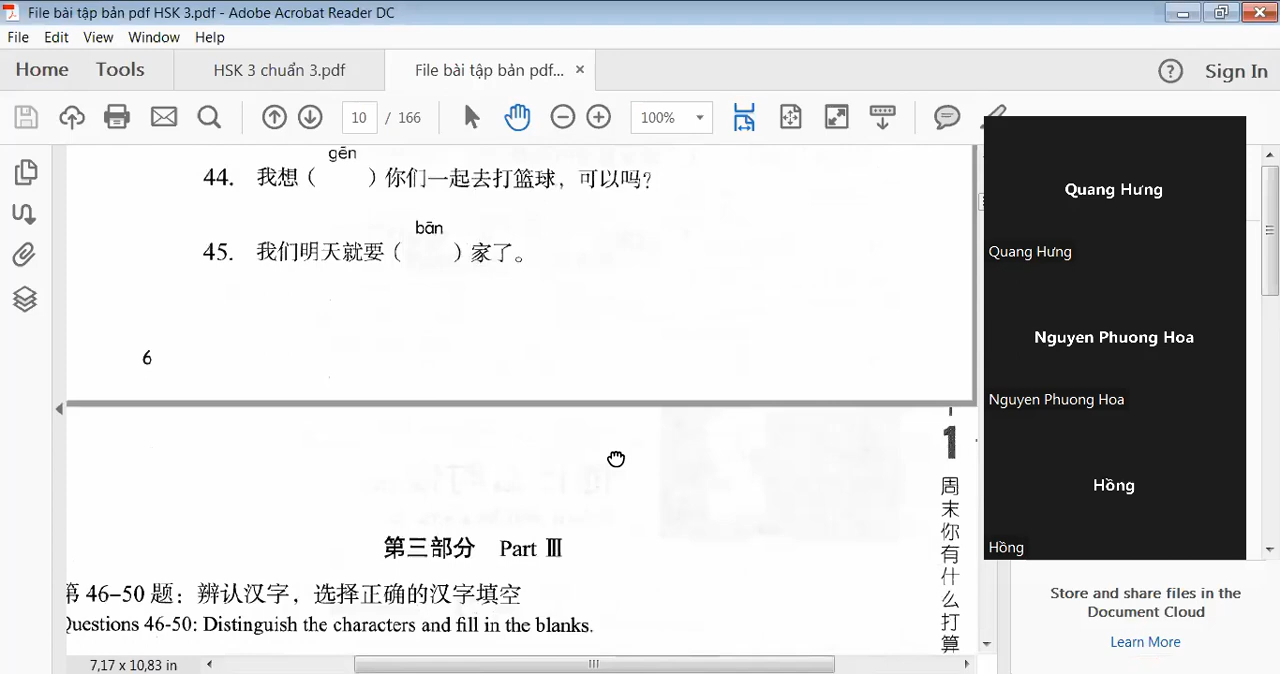 File bài tập bản pdf HSK 3.pdf - Adobe Acrobat Reader DC
File Edit View Window Help
Home Tools HSK 3 chuẩn 3.pdf File bài tập bản pdf... × ? Sign In
10 / 166 100%
gēn
44. 我想（ ）你们一起去打篮球，可以吗？
bān
45. 我们明天就要（ ）家了。
6
1
周末你有什么打算
第三部分 Part Ⅲ
第 46–50 题：辨认汉字，选择正确的汉字填空
Questions 46-50: Distinguish the characters and fill in the blanks.
7,17 x 10,83 in
Quang Hưng
Quang Hưng
Nguyen Phuong Hoa
Nguyen Phuong Hoa
Hồng
Hồng
Store and share files in the
Document Cloud
Learn More